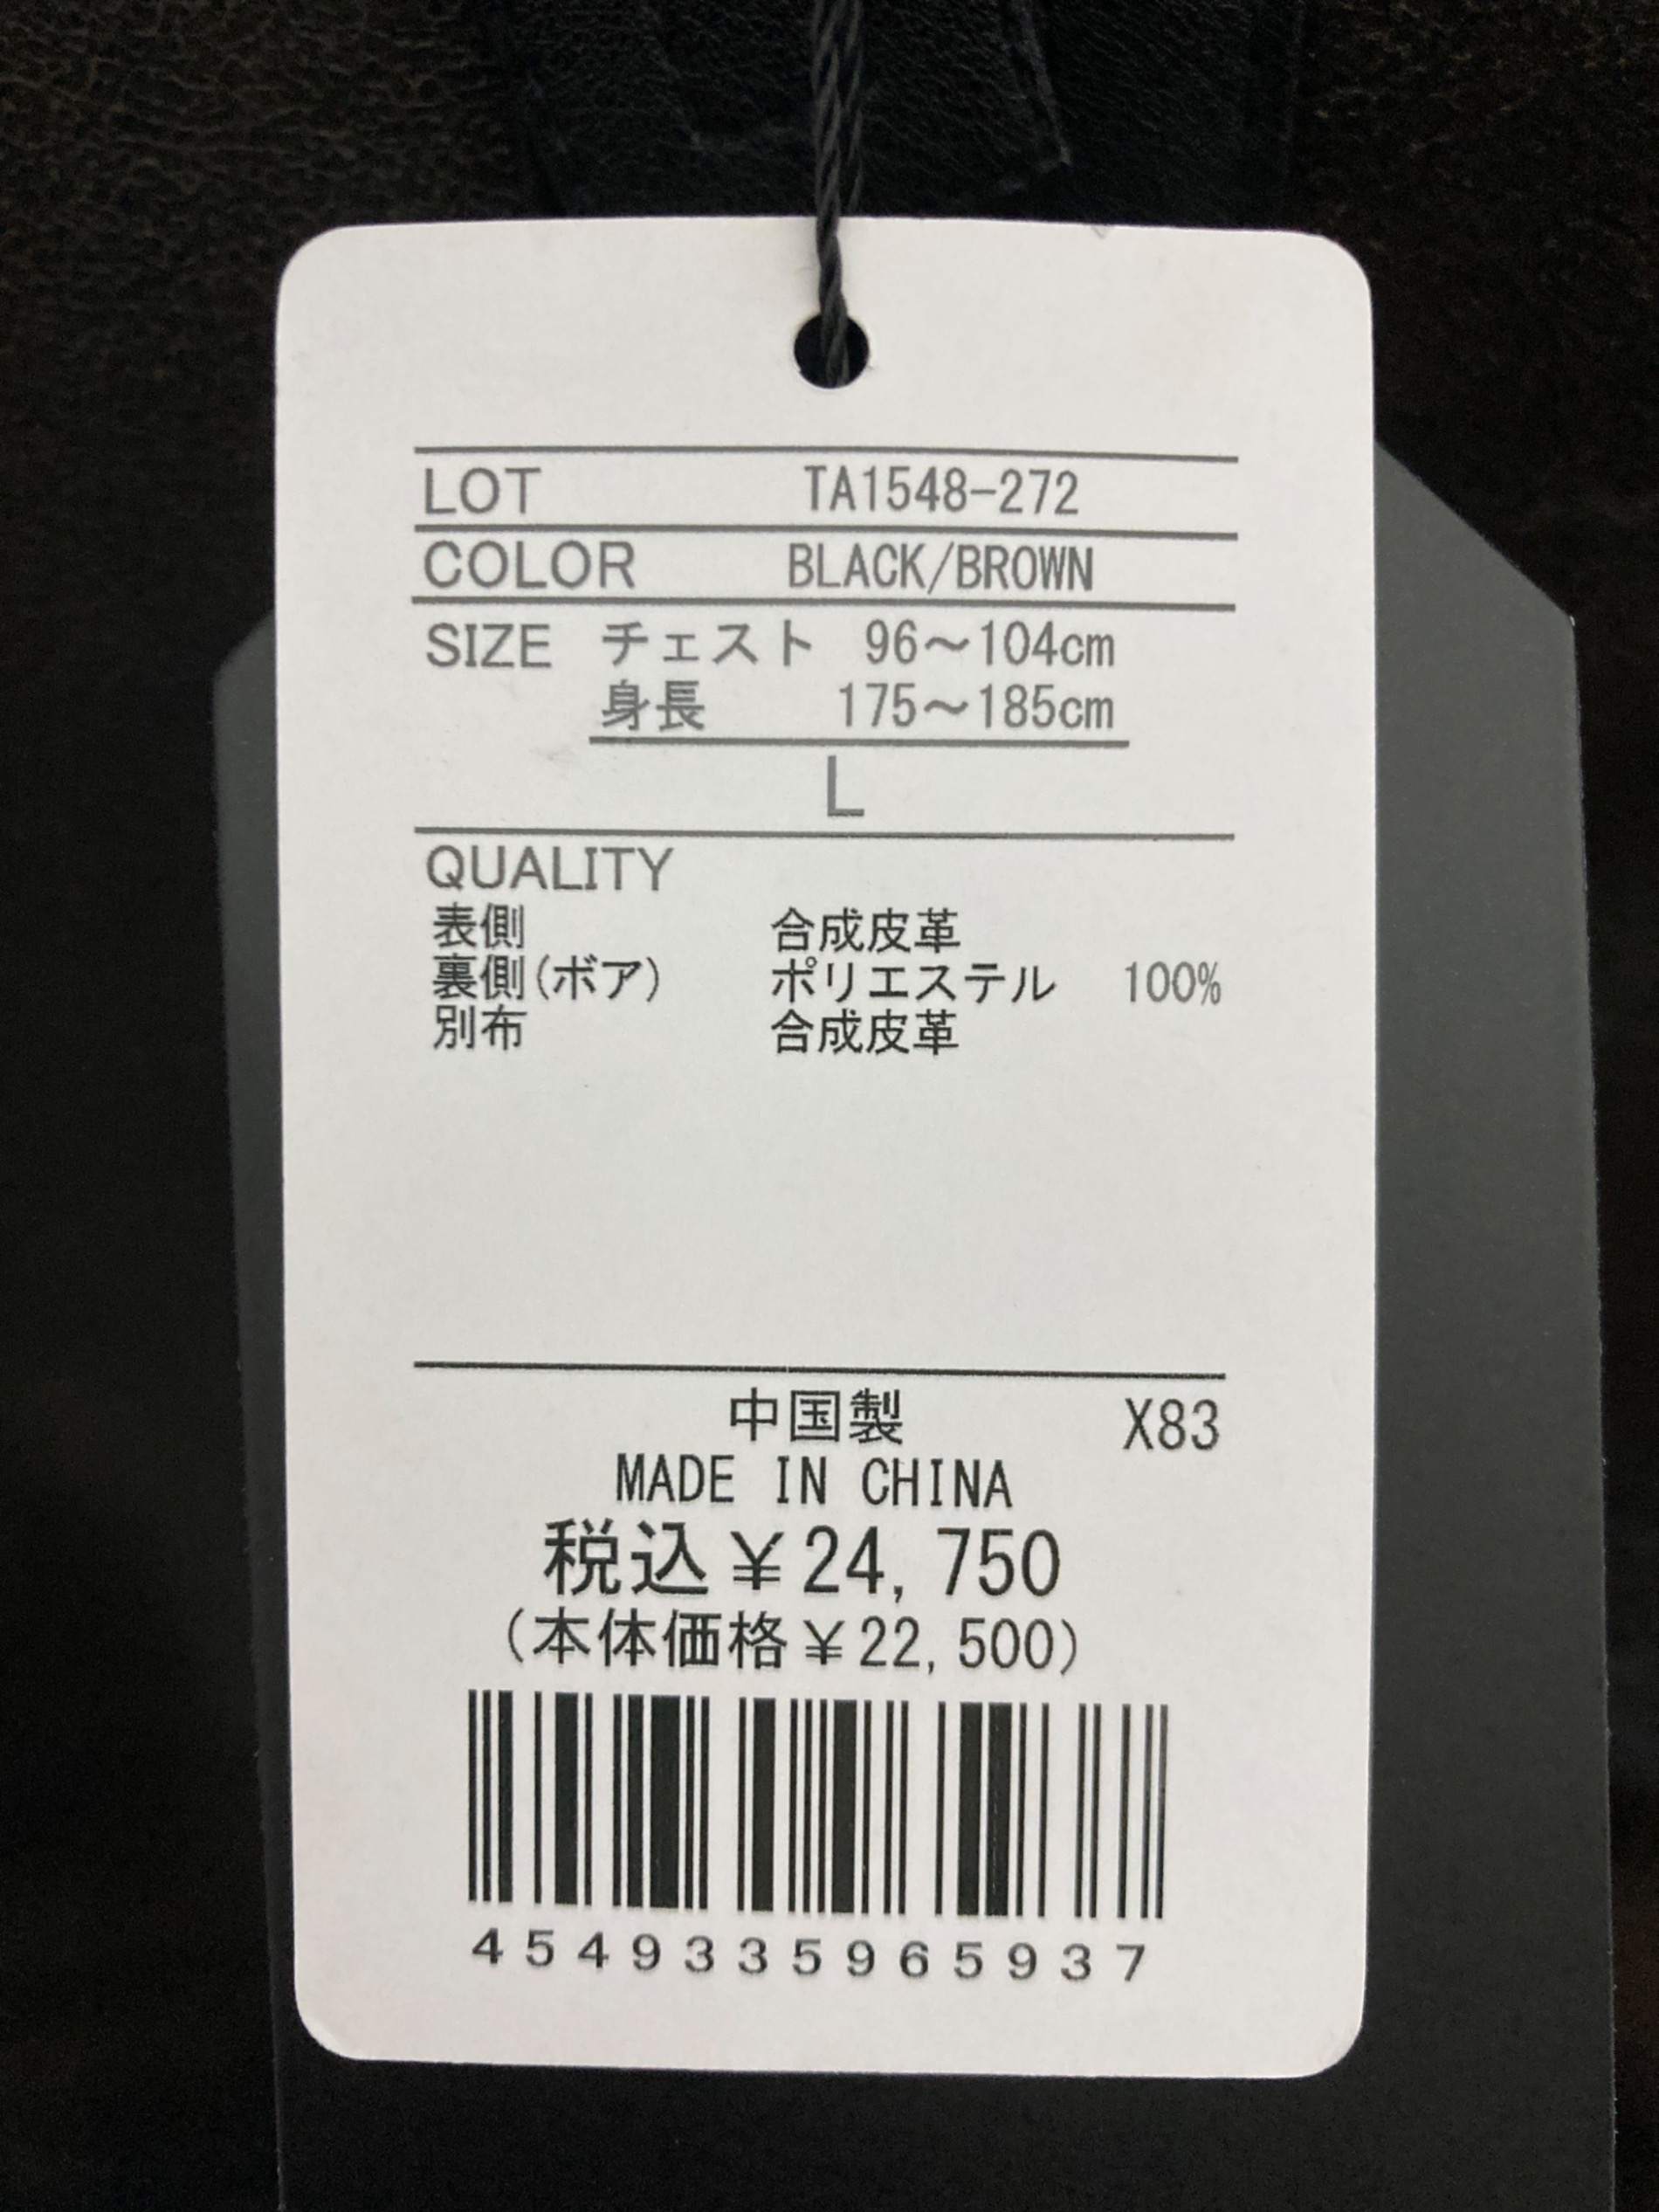 LOT TA1548-272
COLOR BLACK/BROWN
SIZE チェスト 96～104cm
身長 175～185cm
L
QUALITY
表側 合成皮革
裏側(ボア) ポリエステル 100%
別布 合成皮革
中国製 X83
MADE IN CHINA
税込¥24,750
(本体価格¥22,500)
4549335965937